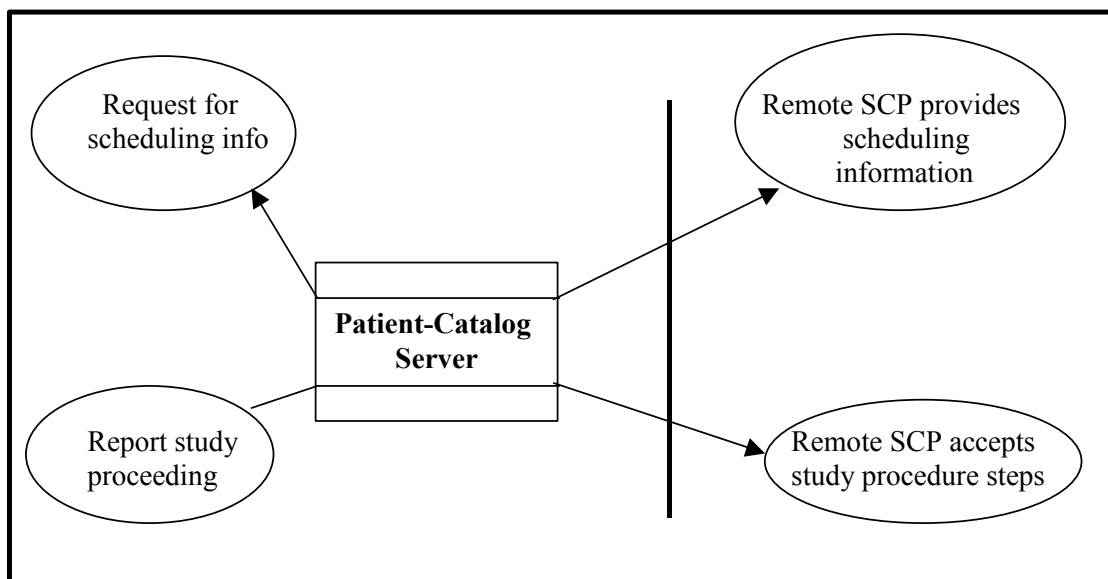 Request for
scheduling info
Remote SCP provides
scheduling
information
Patient-Catalog
Server
Report study
proceeding
Remote SCP accepts
study procedure steps